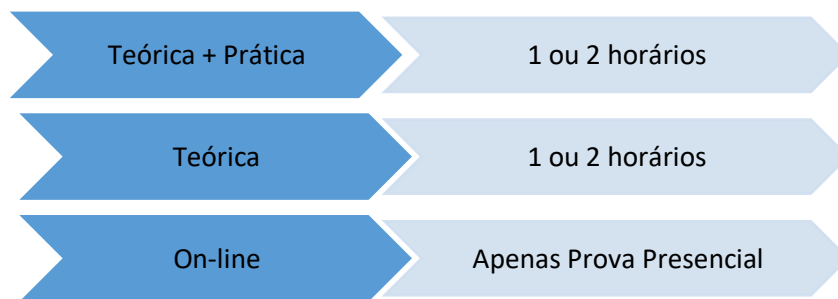 Teórica + Prática
1 ou 2 horários
Teórica
1 ou 2 horários
On-line
Apenas Prova Presencial